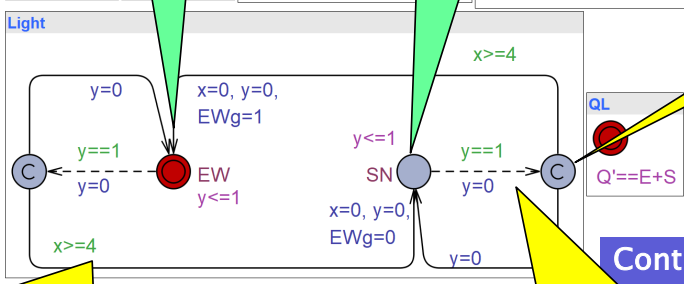 Light
x>=4
y=0
x=0, y=0,
EWg=1
QL
y<=1
y==1
y==1
C
EW
SN
C
y=0
y<=1
y=0
Q'==E+S
x=0, y=0,
EWg=0
x>=4
y=0
Cont